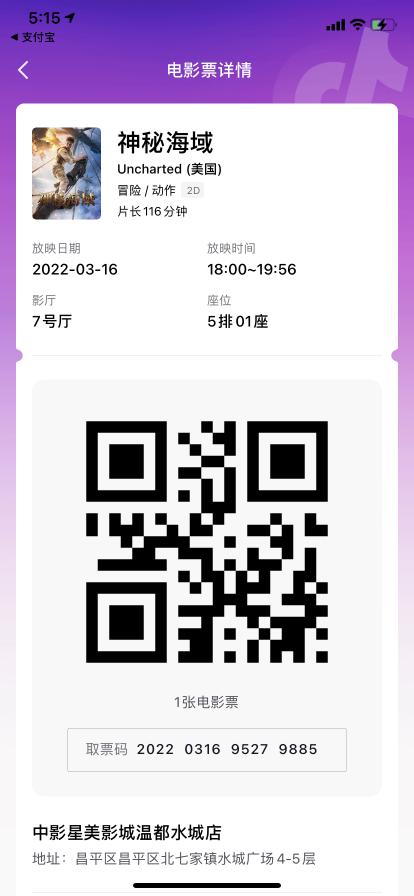 5:15
支付宝
电影票详情
神秘海域
Uncharted (美国)
冒险 / 动作 2D
片长116分钟
放映日期 放映时间
2022-03-16 18:00~19:56
影厅 座位
7号厅 5排01座
1张电影票
取票码 2022 0316 9527 9885
中影星美影城温都水城店
地址：昌平区昌平区北七家镇水城广场4-5层